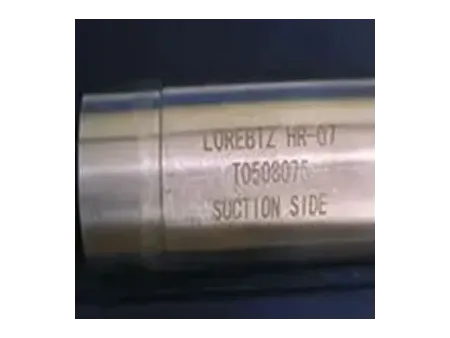 LOREBTZ HR-07
T0508075
SUCTION SIDE